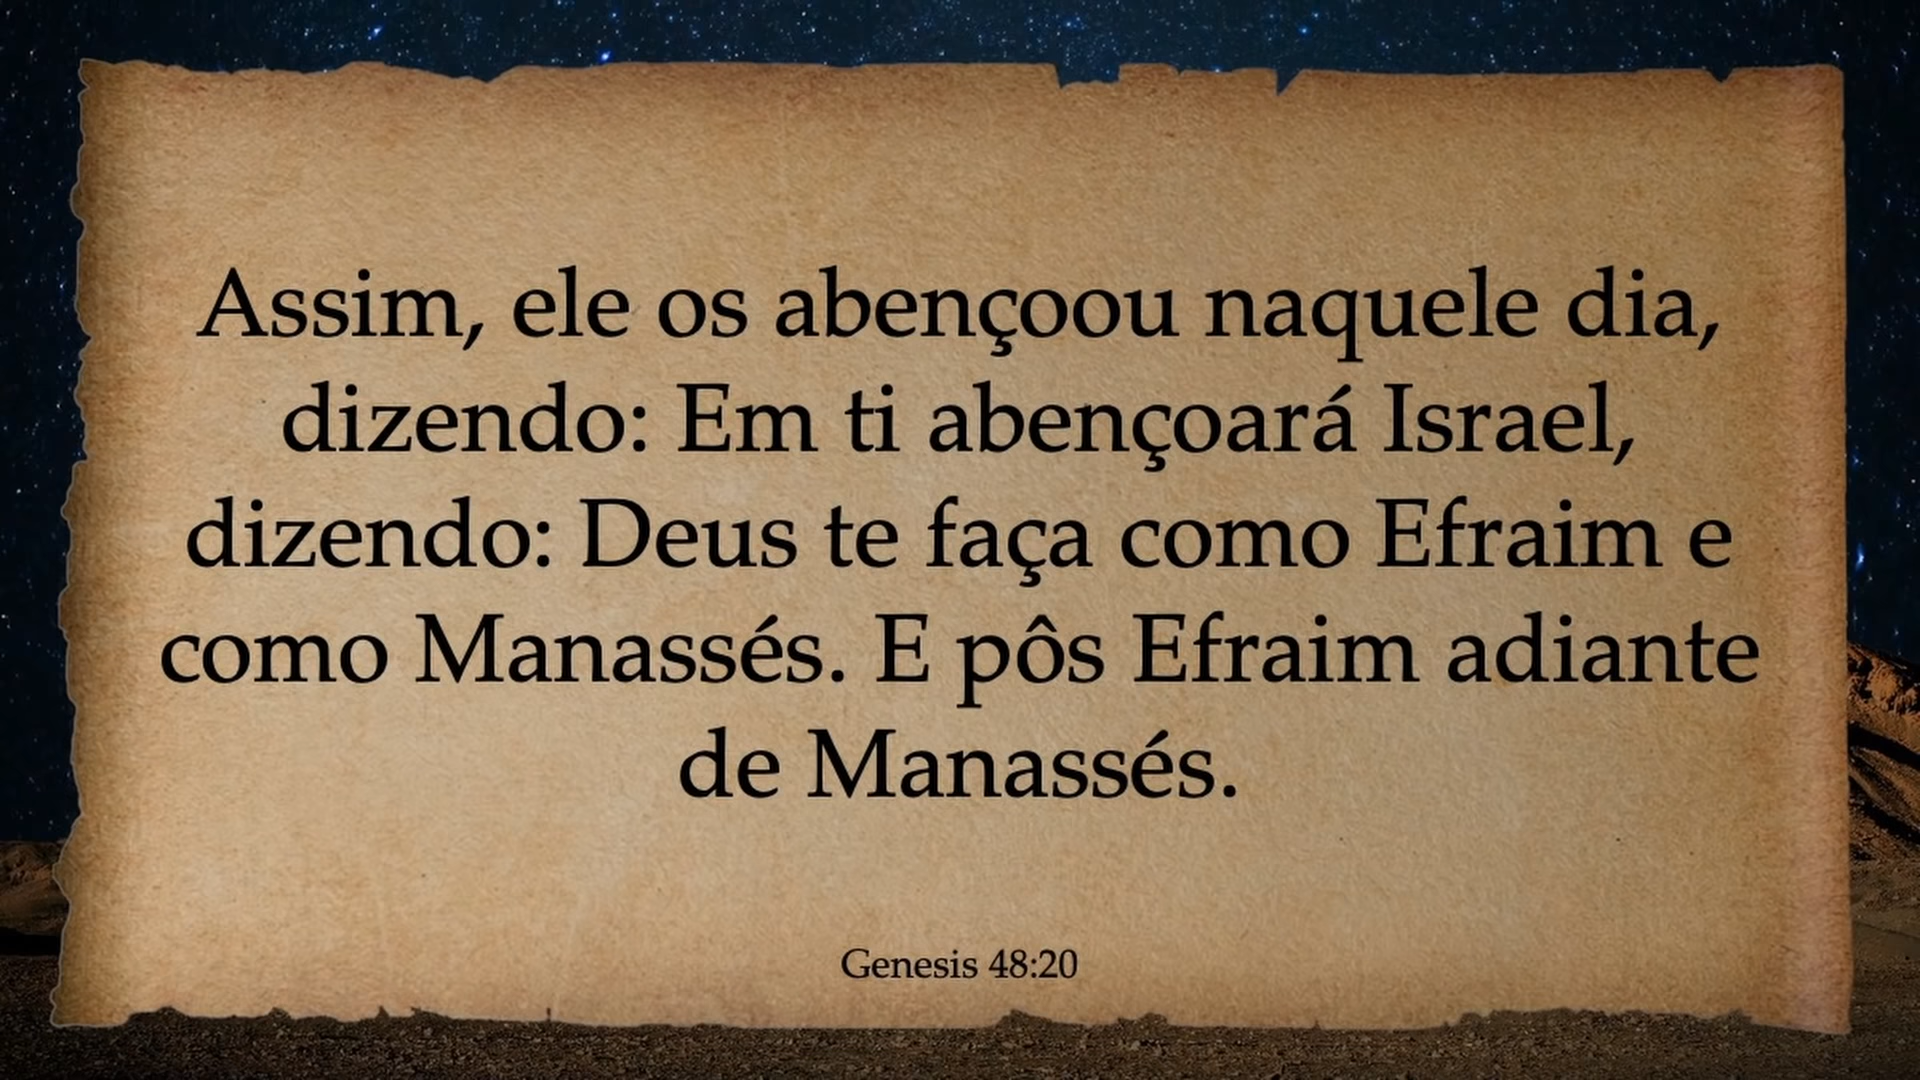 Assim, ele os abençoou naquele dia,
dizendo: Em ti abençoará Israel,
dizendo: Deus te faça como Efraim e
como Manassés. E pôs Efraim adiante
de Manassés.
Genesis 48:20